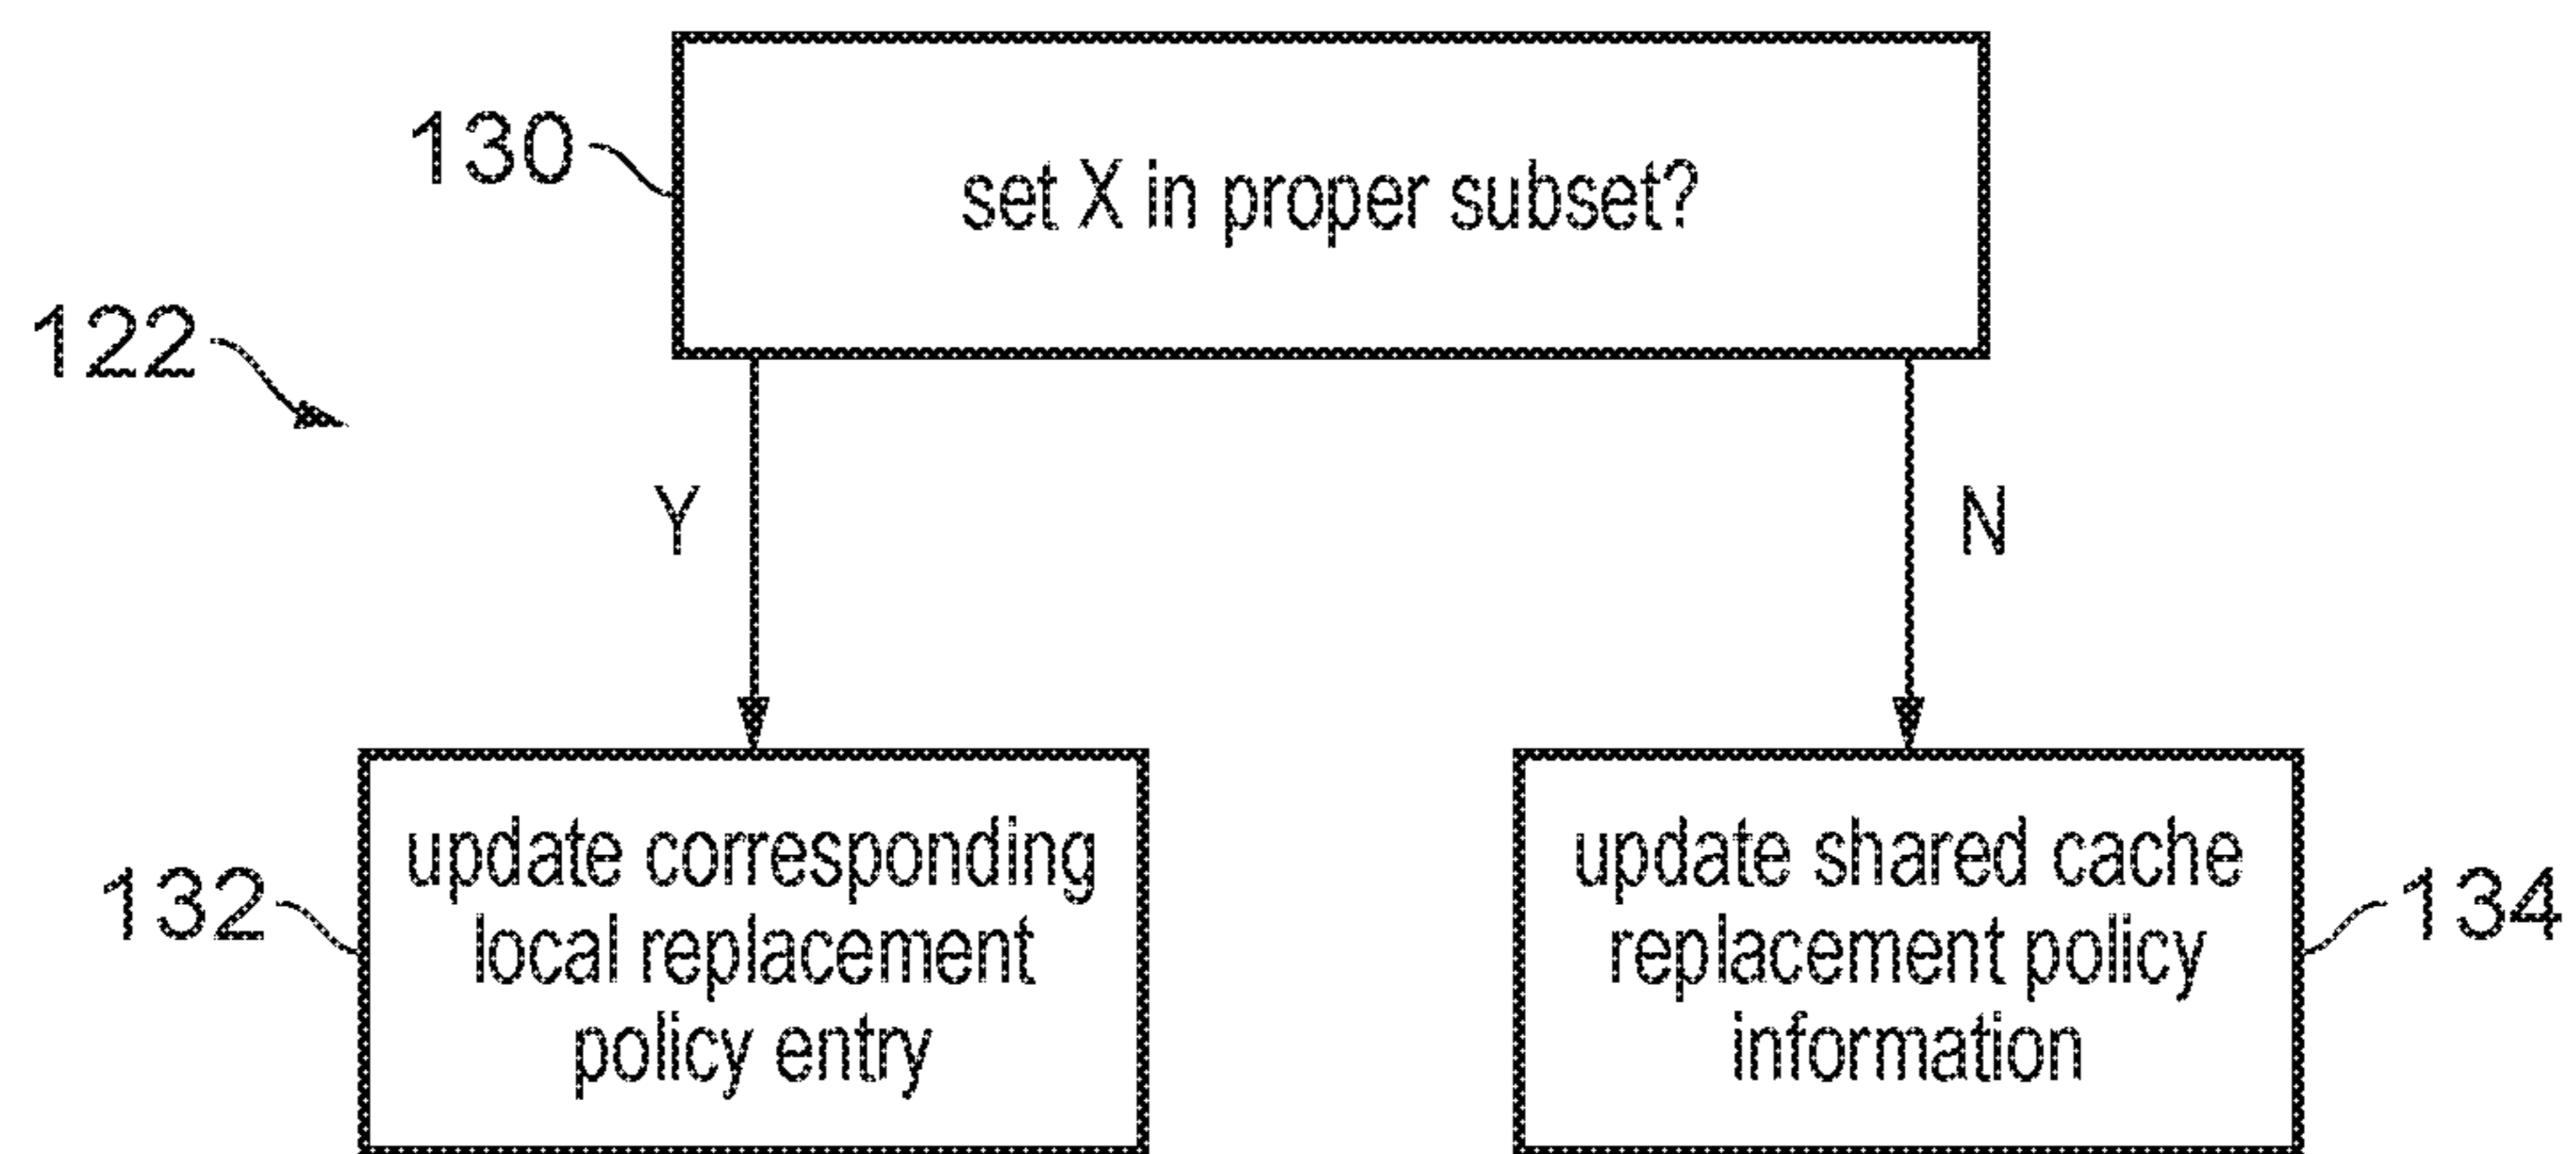 130
set X in proper subset?
122
Y
N
132
update corresponding
local replacement
policy entry
update shared cache
replacement policy
information
134